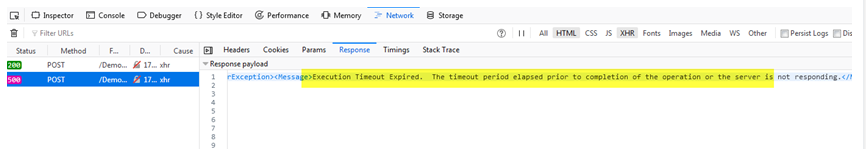 Inspector Console Debugger Style Editor Performance Memory Network Storage
Filter URLs All HTML CSS JS XHR Fonts Images Media WS Other Persist Logs Dis
Status Method F... D... Cause Headers Cookies Params Response Timings Stack Trace
200 POST /Demo... 17... xhr Response payload
500 POST /Demo... 17... xhr 1 rException><Message>Execution Timeout Expired.  The timeout period elapsed prior to completion of the operation or the server is not responding.</M
2
3
4
5
6
7
8
9